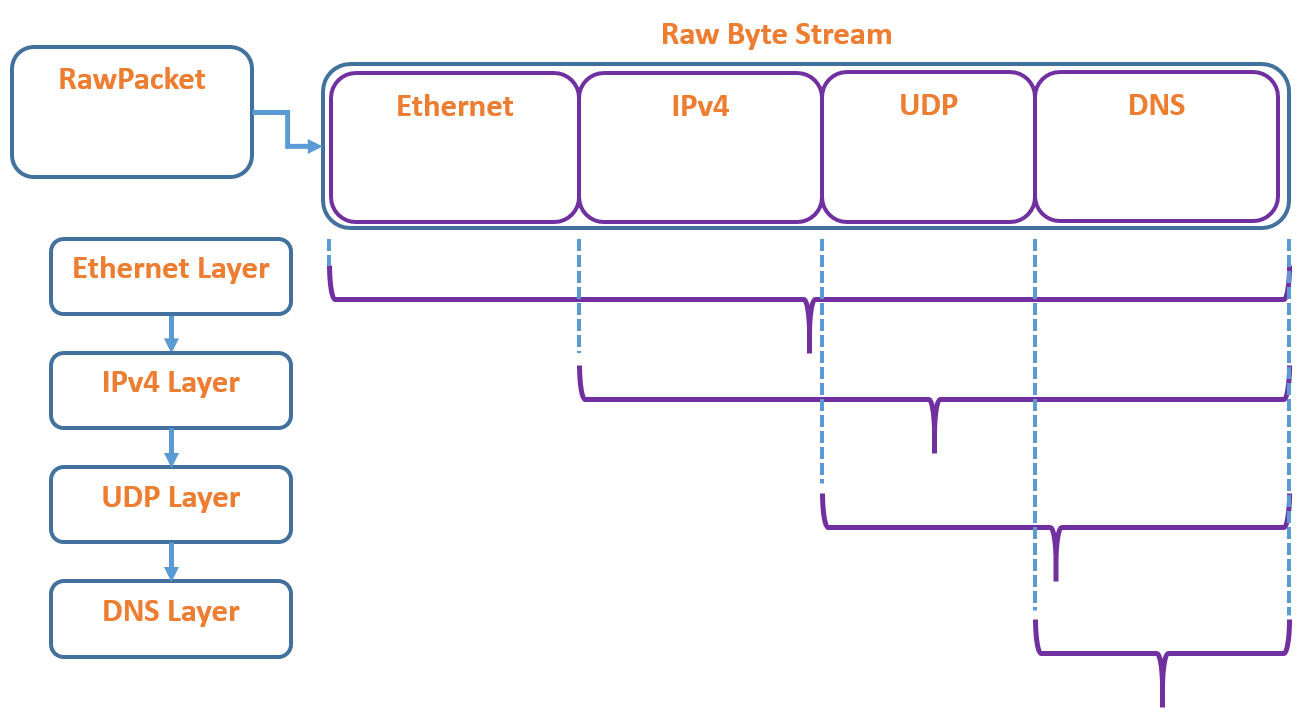 Raw Byte Stream
RawPacket
Ethernet
IPv4
UDP
DNS
Ethernet Layer
IPv4 Layer
UDP Layer
DNS Layer